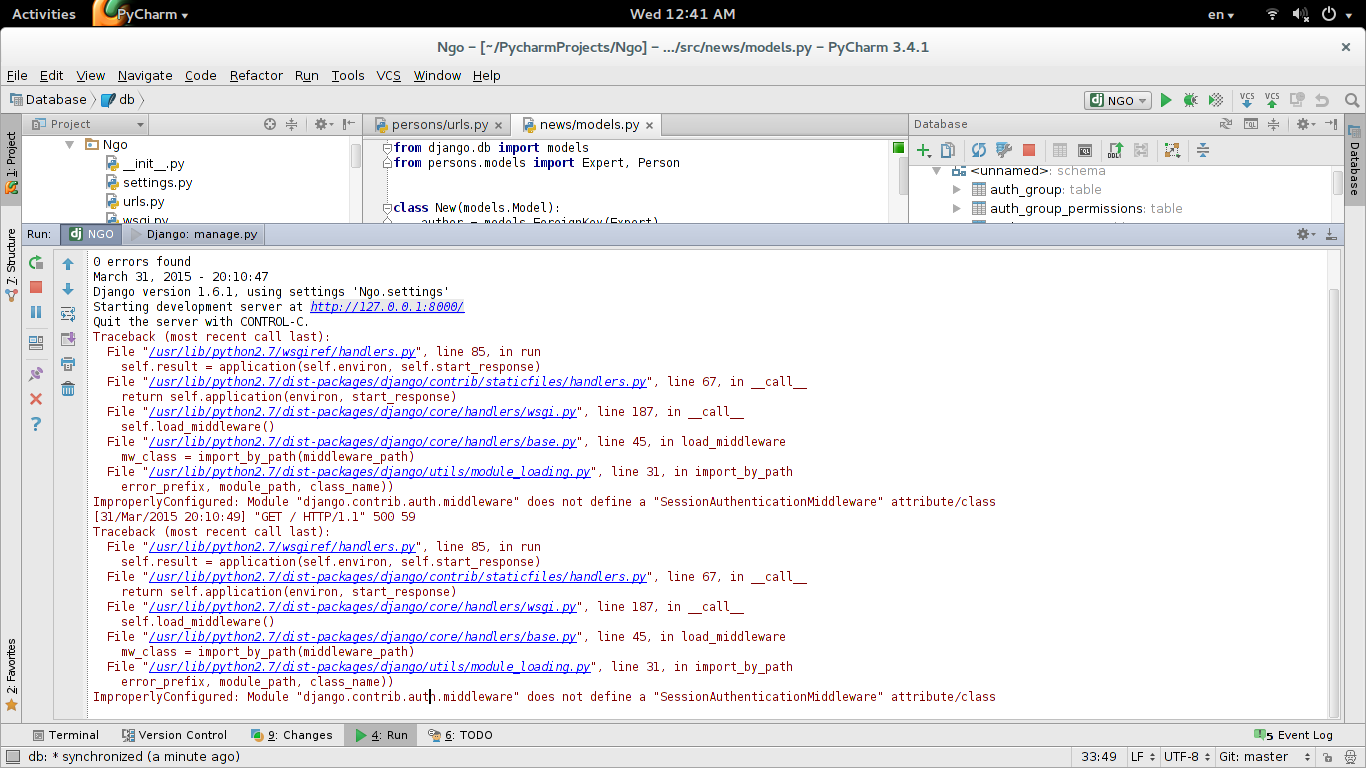 Activities PyCharm Wed 12:41 AM en
Ngo – [~/PycharmProjects/Ngo] – .../src/news/models.py – PyCharm 3.4.1
File Edit View Navigate Code Refactor Run Tools VCS Window Help
Database db dj NGO VCS VCS
1: Project
7: Structure
2: Favorites
Project
Ngo
__init__.py
settings.py
urls.py
wsgi.py
persons/urls.py news/models.py
from django.db import models
from persons.models import Expert, Person
class New(models.Model):
author = models.ForeignKey(Expert)
Database
<unnamed>: schema
auth_group: table
auth_group_permissions: table
Database
Run: dj NGO Django: manage.py
0 errors found
March 31, 2015 - 20:10:47
Django version 1.6.1, using settings 'Ngo.settings'
Starting development server at http://127.0.0.1:8000/
Quit the server with CONTROL-C.
Traceback (most recent call last):
File "/usr/lib/python2.7/wsgiref/handlers.py", line 85, in run
self.result = application(self.environ, self.start_response)
File "/usr/lib/python2.7/dist-packages/django/contrib/staticfiles/handlers.py", line 67, in __call__
return self.application(environ, start_response)
File "/usr/lib/python2.7/dist-packages/django/core/handlers/wsgi.py", line 187, in __call__
self.load_middleware()
File "/usr/lib/python2.7/dist-packages/django/core/handlers/base.py", line 45, in load_middleware
mw_class = import_by_path(middleware_path)
File "/usr/lib/python2.7/dist-packages/django/utils/module_loading.py", line 31, in import_by_path
error_prefix, module_path, class_name))
ImproperlyConfigured: Module "django.contrib.auth.middleware" does not define a "SessionAuthenticationMiddleware" attribute/class
[31/Mar/2015 20:10:49] "GET / HTTP/1.1" 500 59
Traceback (most recent call last):
File "/usr/lib/python2.7/wsgiref/handlers.py", line 85, in run
self.result = application(self.environ, self.start_response)
File "/usr/lib/python2.7/dist-packages/django/contrib/staticfiles/handlers.py", line 67, in __call__
return self.application(environ, start_response)
File "/usr/lib/python2.7/dist-packages/django/core/handlers/wsgi.py", line 187, in __call__
self.load_middleware()
File "/usr/lib/python2.7/dist-packages/django/core/handlers/base.py", line 45, in load_middleware
mw_class = import_by_path(middleware_path)
File "/usr/lib/python2.7/dist-packages/django/utils/module_loading.py", line 31, in import_by_path
error_prefix, module_path, class_name))
ImproperlyConfigured: Module "django.contrib.auth.middleware" does not define a "SessionAuthenticationMiddleware" attribute/class
Terminal Version Control 9: Changes 4: Run 6: TODO 5 Event Log
db: * synchronized (a minute ago) 33:49 LF UTF-8 Git: master